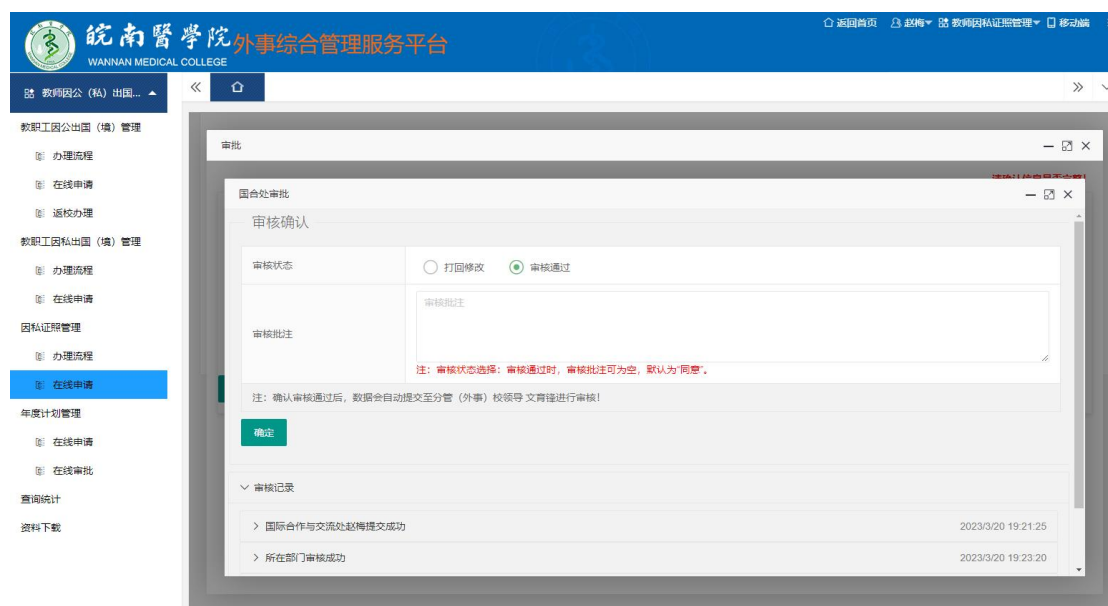 皖南醫學院
WANNAN MEDICAL COLLEGE
外事综合管理服务平台
返回首页 赵梅 教师因私证照管理 移动端
教师因公（私）出国...
教职工因公出国（境）管理
办理流程
在线申请
返校办理
教职工因私出国（境）管理
办理流程
在线申请
因私证照管理
办理流程
在线申请
年度计划管理
在线申请
在线审批
查询统计
资料下载
审批
国合处审批
审核确认
审核状态
打回修改 审核通过
审核批注
审核批注
注：审核状态选择：审核通过时，审核批注可为空，默认为“同意”。
注：确认审核通过后，数据会自动提交至分管（外事）校领导 文育锋进行审核！
确定
审核记录
国际合作与交流处赵梅提交成功 2023/3/20 19:21:25
所在部门审核成功 2023/3/20 19:23:20